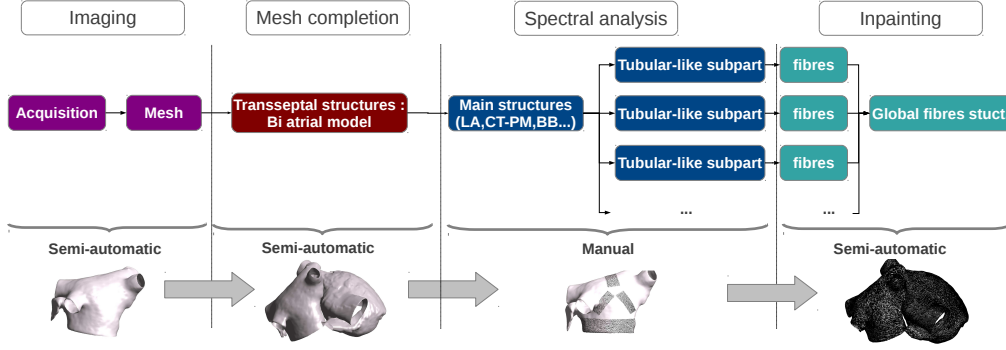 Imaging
Mesh completion
Spectral analysis
Inpainting
Acquisition
Mesh
Transseptal structures :
Bi atrial model
Main structures
(LA,CT-PM,BB...)
Tubular-like subpart
fibres
Tubular-like subpart
fibres
Global fibres stuct
Tubular-like subpart
fibres
...
...
Semi-automatic
Semi-automatic
Manual
Semi-automatic